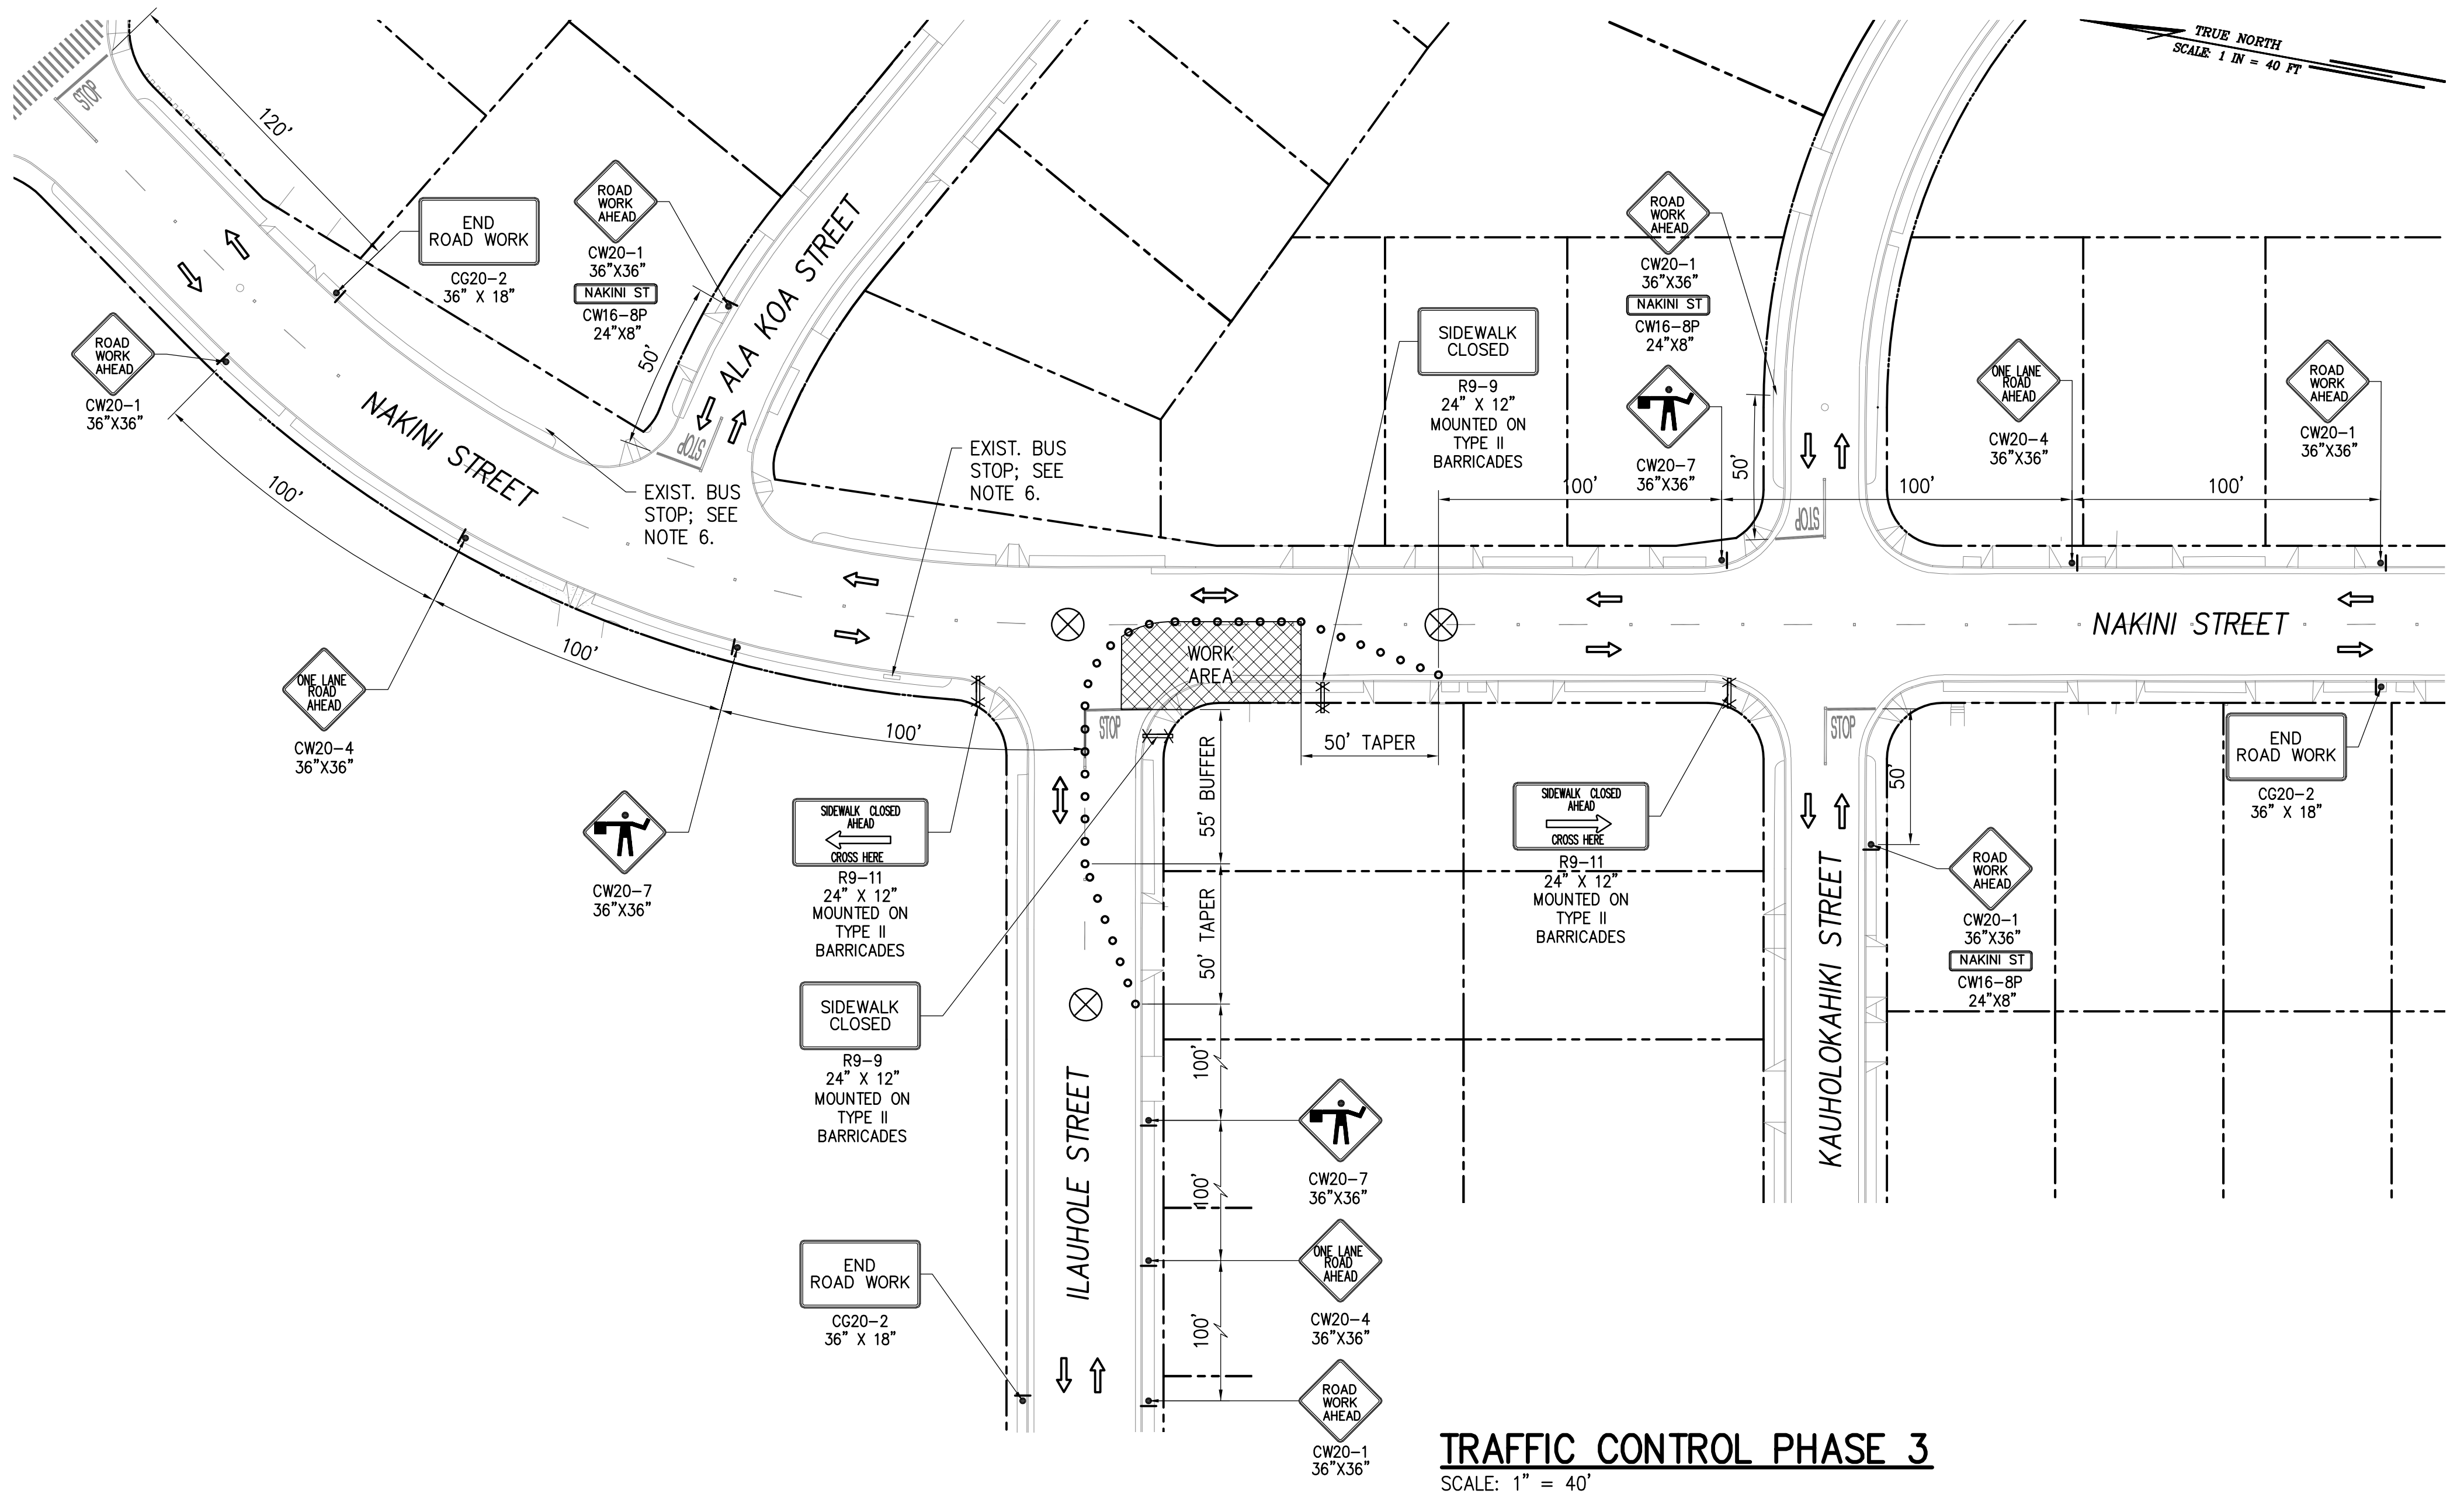 TRUE NORTH
SCALE: 1 IN = 40 FT
STOP
120'
END
ROAD WORK
CG20-2
36" X 18"
ROAD
WORK
AHEAD
CW20-1
36"X36"
NAKINI ST
CW16-8P
24"X8"
50'
ALA KOA STREET
STOP
ROAD
WORK
AHEAD
CW20-1
36"X36"
NAKINI STREET
100'
EXIST. BUS
STOP; SEE
NOTE 6.
EXIST. BUS
STOP; SEE
NOTE 6.
SIDEWALK
CLOSED
R9-9
24" X 12"
MOUNTED ON
TYPE II
BARRICADES
ROAD
WORK
AHEAD
CW20-1
36"X36"
NAKINI ST
CW16-8P
24"X8"
CW20-7
36"X36"
50'
STOP
ONE LANE
ROAD
AHEAD
CW20-4
36"X36"
ROAD
WORK
AHEAD
CW20-1
36"X36"
100'
100'
100'
NAKINI STREET
100'
100'
ONE LANE
ROAD
AHEAD
CW20-4
36"X36"
CW20-7
36"X36"
WORK
AREA
STOP
50' TAPER
55' BUFFER
50' TAPER
SIDEWALK CLOSED
AHEAD
CROSS HERE
R9-11
24" X 12"
MOUNTED ON
TYPE II
BARRICADES
SIDEWALK CLOSED
AHEAD
CROSS HERE
R9-11
24" X 12"
MOUNTED ON
TYPE II
BARRICADES
STOP
50'
END
ROAD WORK
CG20-2
36" X 18"
ROAD
WORK
AHEAD
CW20-1
36"X36"
NAKINI ST
CW16-8P
24"X8"
KAUHOLOKAHIKI STREET
SIDEWALK
CLOSED
R9-9
24" X 12"
MOUNTED ON
TYPE II
BARRICADES
ILAUHOLE STREET
100'
100'
100'
CW20-7
36"X36"
END
ROAD WORK
CG20-2
36" X 18"
ONE LANE
ROAD
AHEAD
CW20-4
36"X36"
ROAD
WORK
AHEAD
CW20-1
36"X36"
TRAFFIC CONTROL PHASE 3
SCALE: 1" = 40'